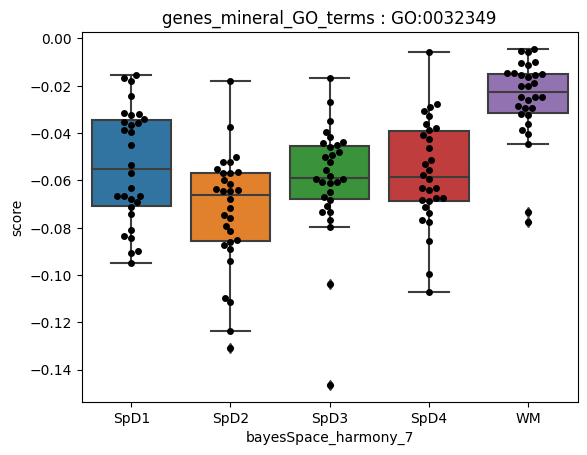 genes_mineral_GO_terms : GO:0032349
0.00
−0.02
−0.04
−0.06
−0.08
−0.10
−0.12
−0.14
score
SpD1 SpD2 SpD3 SpD4 WM
bayesSpace_harmony_7